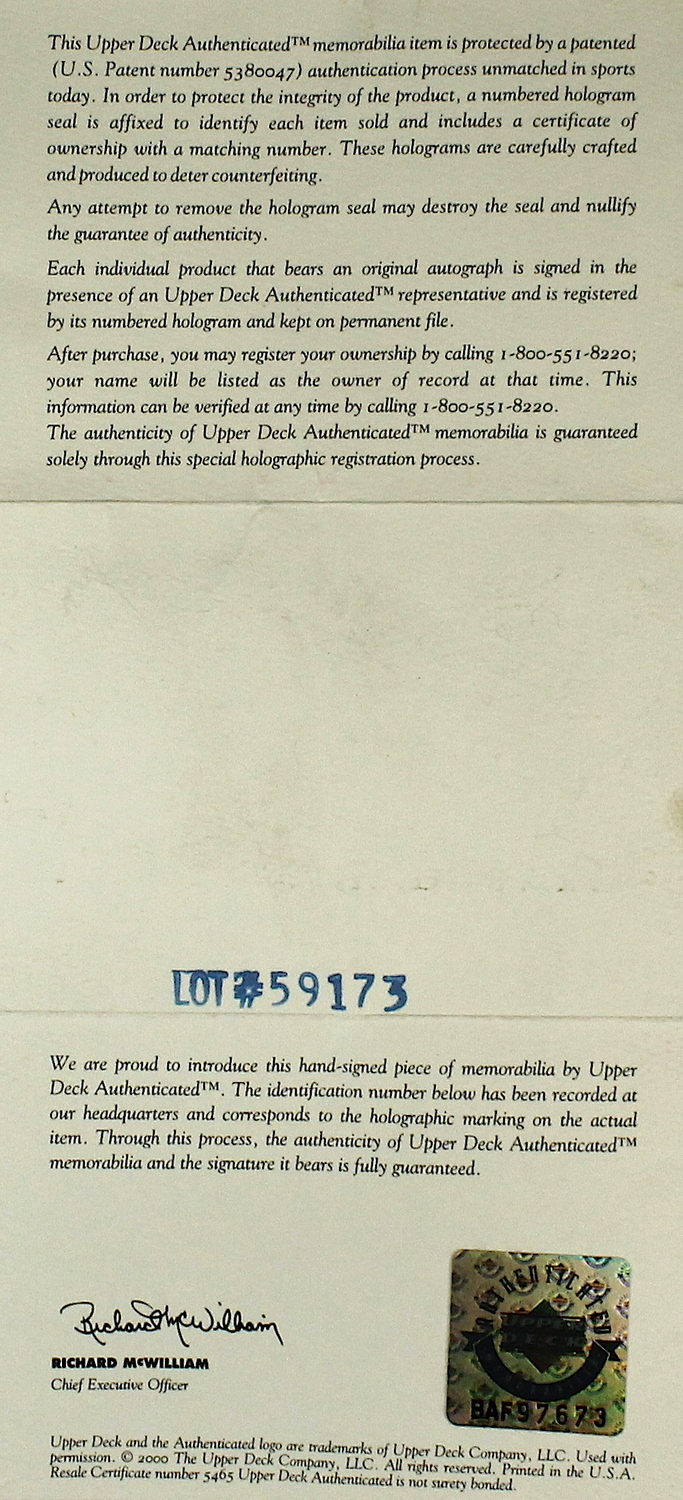 This Upper Deck Authenticated™ memorabilia item is protected by a patented
(U.S. Patent number 5380047) authentication process unmatched in sports
today. In order to protect the integrity of the product, a numbered hologram
seal is affixed to identify each item sold and includes a certificate of
ownership with a matching number. These holograms are carefully crafted
and produced to deter counterfeiting.
Any attempt to remove the hologram seal may destroy the seal and nullify
the guarantee of authenticity.
Each individual product that bears an original autograph is signed in the
presence of an Upper Deck Authenticated™ representative and is registered
by its numbered hologram and kept on permanent file.
After purchase, you may register your ownership by calling 1-800-551-8220;
your name will be listed as the owner of record at that time. This
information can be verified at any time by calling 1-800-551-8220.
The authenticity of Upper Deck Authenticated™ memorabilia is guaranteed
solely through this special holographic registration process.
LOT#59173
We are proud to introduce this hand-signed piece of memorabilia by Upper
Deck Authenticated™. The identification number below has been recorded at
our headquarters and corresponds to the holographic marking on the actual
item. Through this process, the authenticity of Upper Deck Authenticated™
memorabilia and the signature it bears is fully guaranteed.
AUTHENTICATED
UPPER
DECK
BAF97673
Richard McWilliam
RICHARD McWILLIAM
Chief Executive Officer
Upper Deck and the Authenticated logo are trademarks of Upper Deck Company, LLC. Used with
permission. © 2000 The Upper Deck Company, LLC. All rights reserved. Printed in the U.S.A.
Resale Certificate number 5465 Upper Deck Authenticated is not surety bonded.